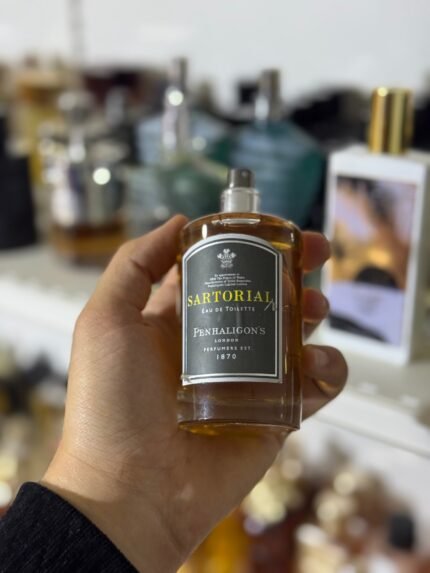 SARTORIAL
EAU DE TOILETTE
PENHALIGON'S
LONDON
PERFUMERS EST.
1870